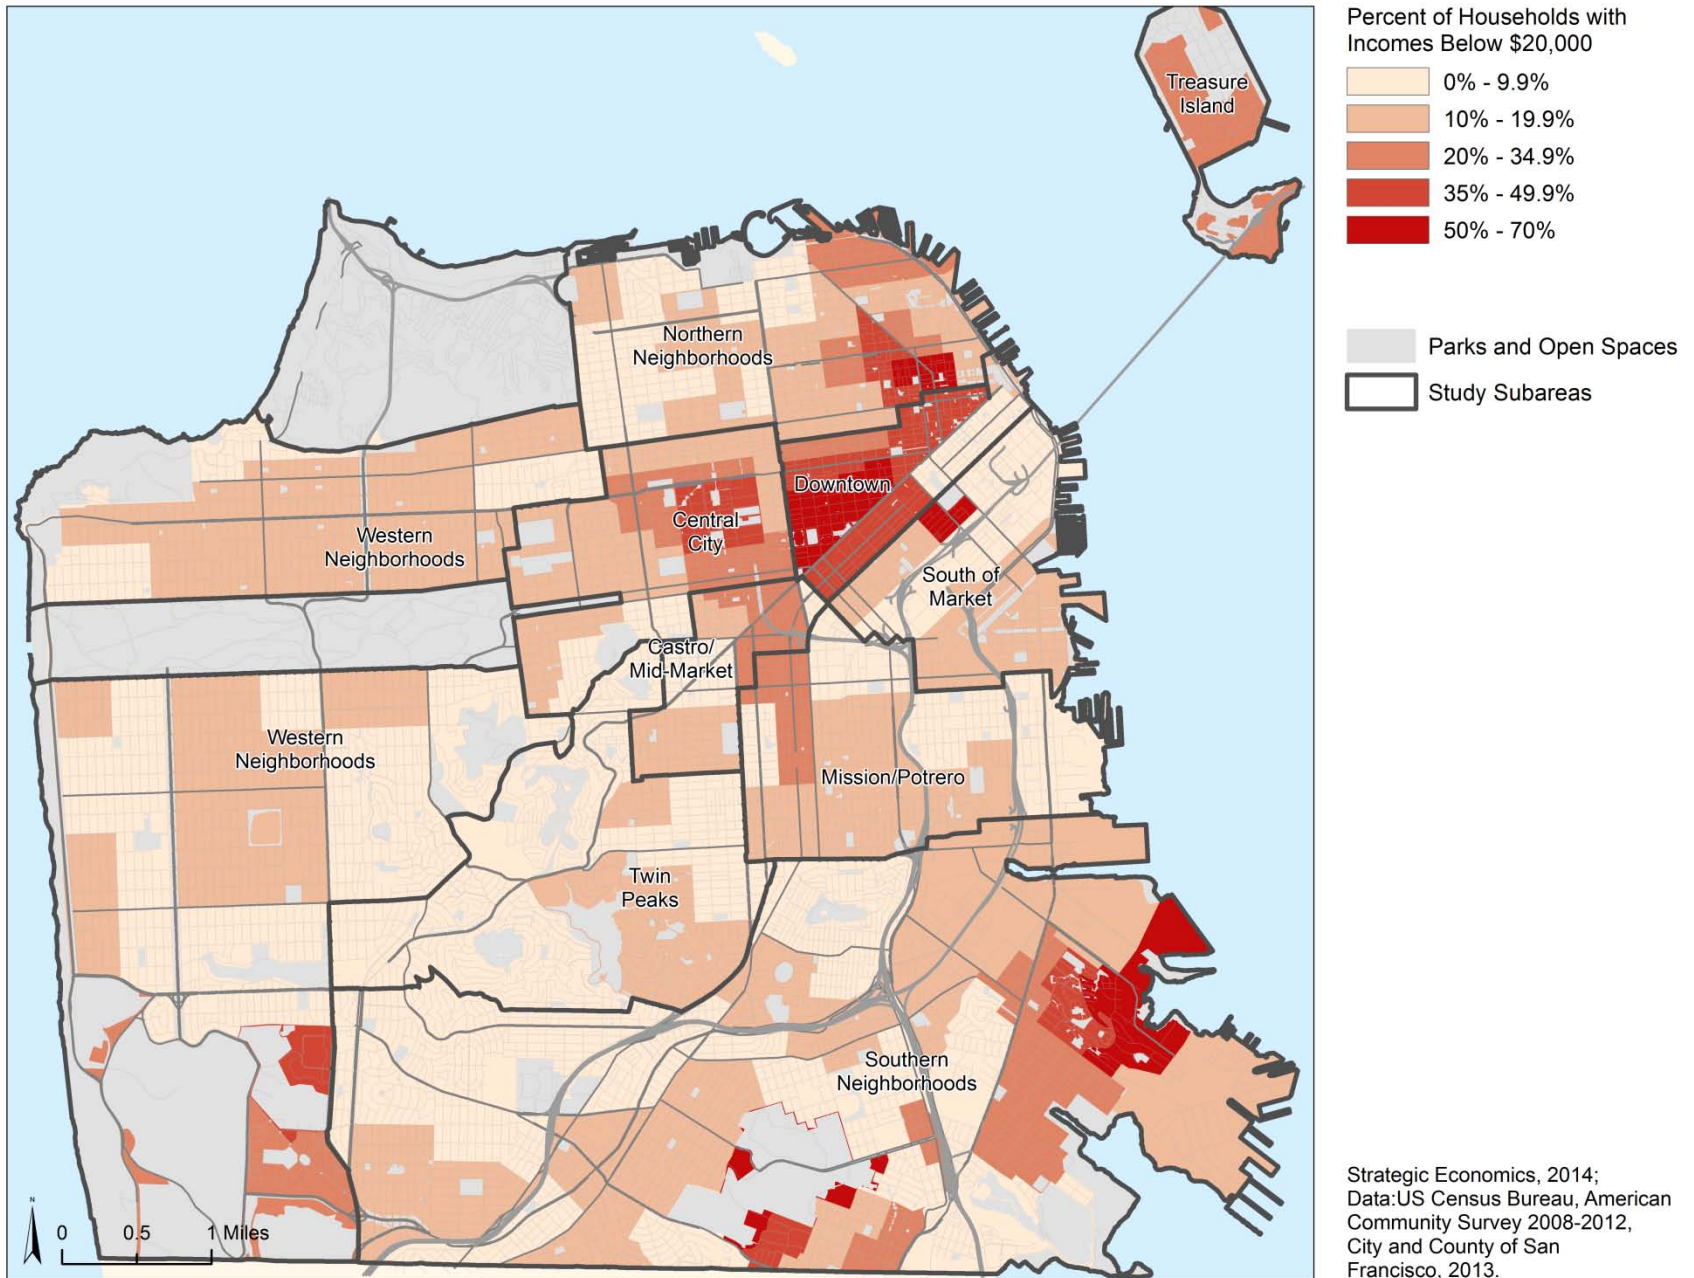 Percent of Households with
Incomes Below $20,000
0% - 9.9%
10% - 19.9%
20% - 34.9%
35% - 49.9%
50% - 70%
Parks and Open Spaces
Study Subareas
Treasure
Island
Northern
Neighborhoods
Downtown
Central
City
Western
Neighborhoods
South of
Market
Castro/
Mid-Market
Western
Neighborhoods
Mission/Potrero
Twin
Peaks
Southern
Neighborhoods
N
0 0.5 1 Miles
Strategic Economics, 2014;
Data:US Census Bureau, American
Community Survey 2008-2012,
City and County of San
Francisco, 2013.